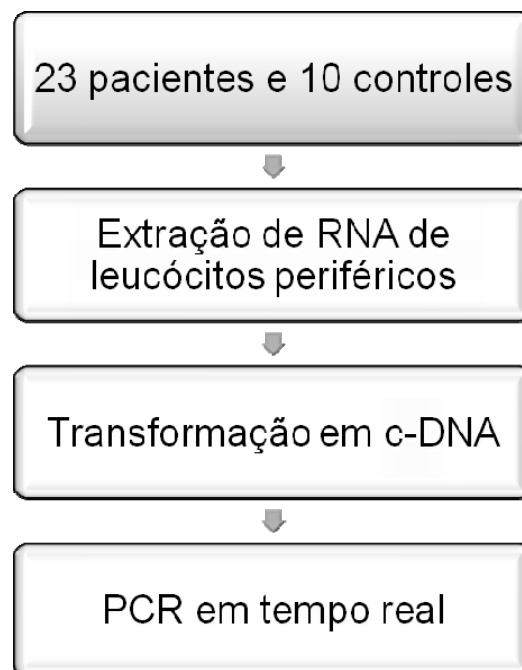 23 pacientes e 10 controles
Extração de RNA de
leucócitos periféricos
Transformação em c-DNA
PCR em tempo real